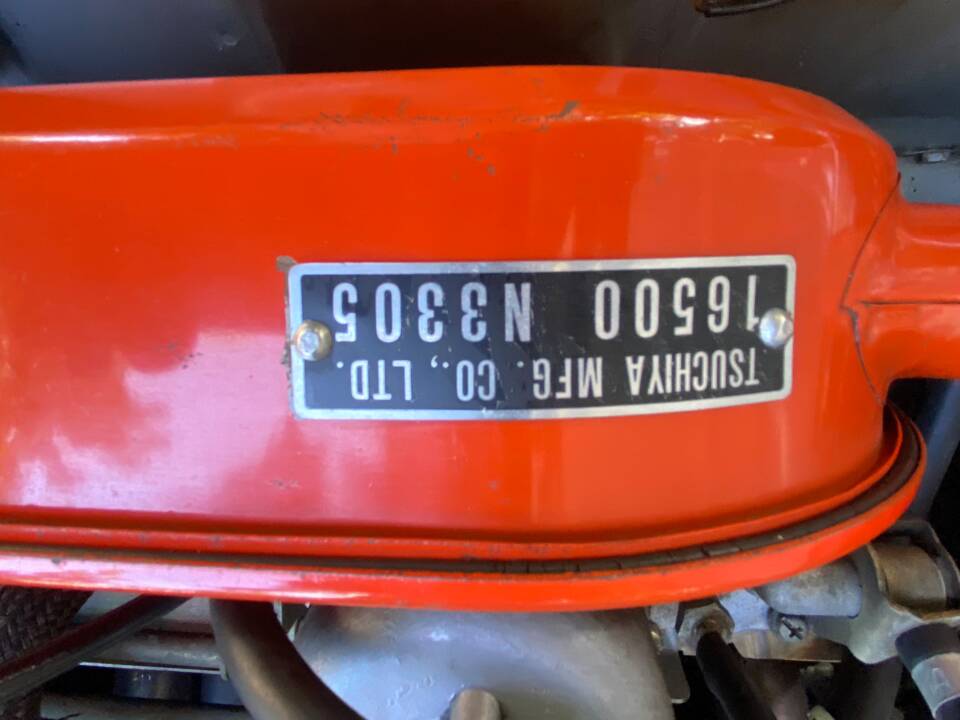 TSUCHIYA MFG. CO., LTD.
16500 N3305